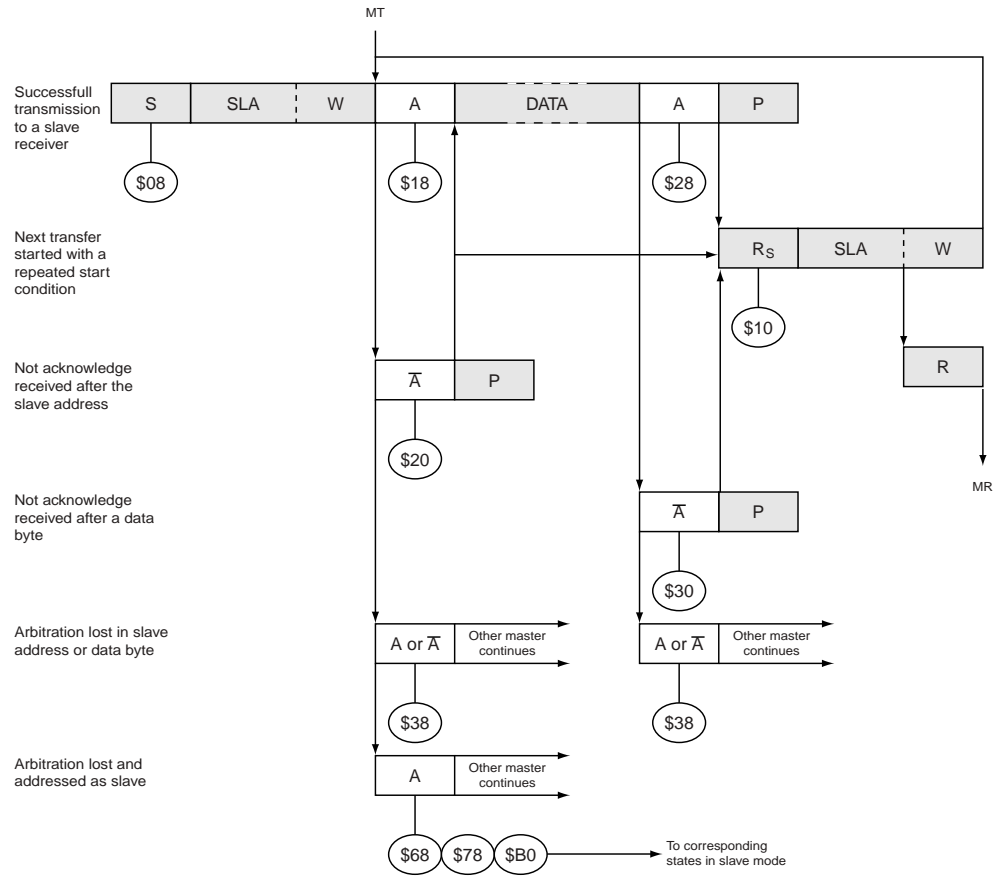 MT
Successfull
transmission
to a slave
receiver
S SLA W A DATA A P
$08 $18 $28
Next transfer
started with a
repeated start
condition
RS SLA W
$10
Not acknowledge
received after the
slave address
A̅ P
R
$20
MR
Not acknowledge
received after a data
byte
A̅ P
$30
Arbitration lost in slave
address or data byte
A or A̅ Other master
continues
A or A̅ Other master
continues
$38 $38
Arbitration lost and
addressed as slave
A Other master
continues
$68 $78 $B0 To corresponding
states in slave mode